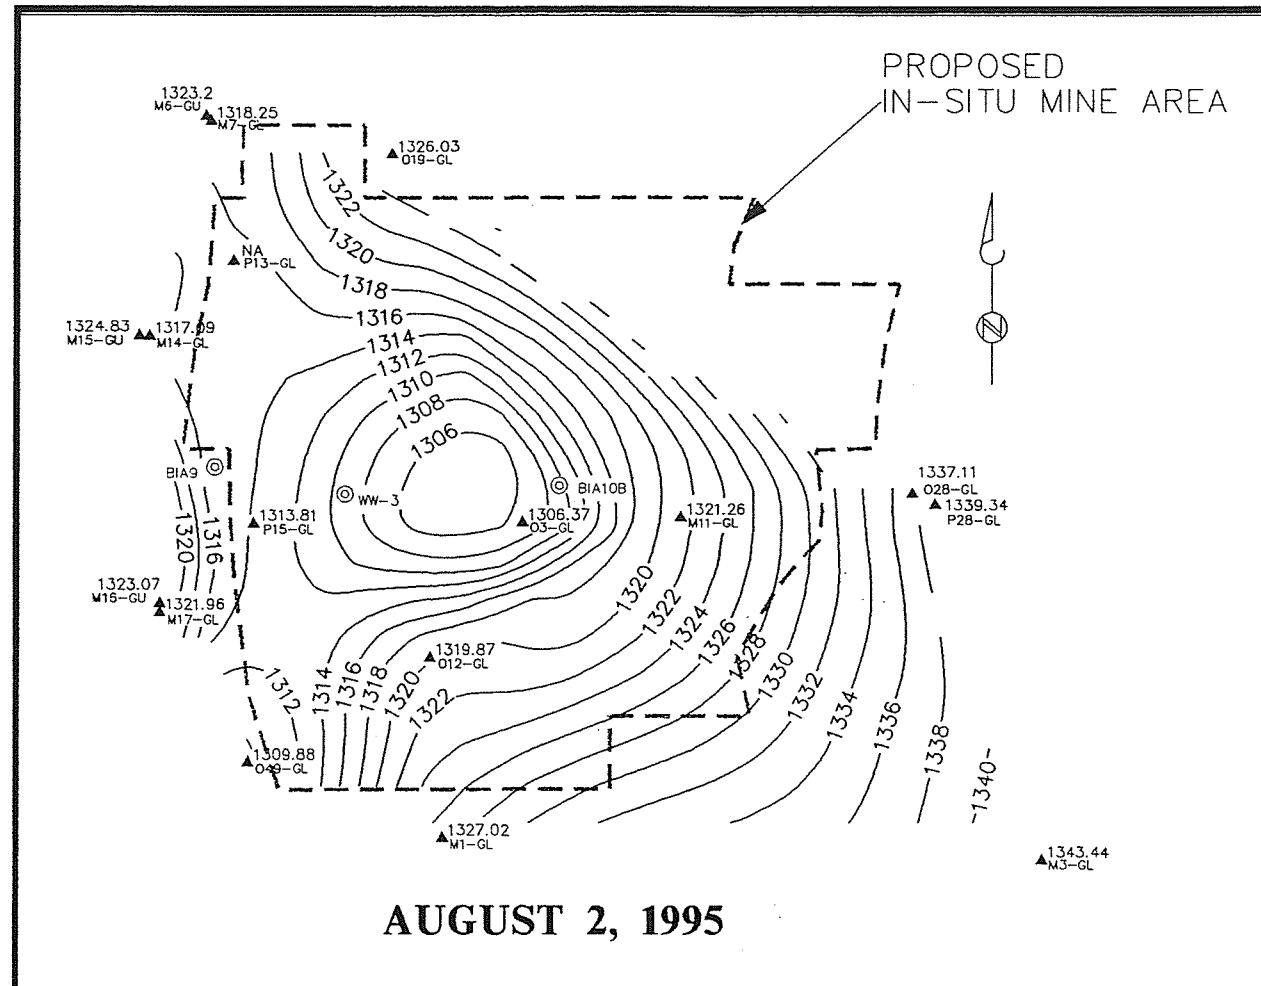 PROPOSED
IN-SITU MINE AREA
1323.2
M6-GU
1318.25
M7-GL
1326.03
O19-GL
1322
1320
1318
1316
1314
1312
1310
1308
1306
NA
P13-GL
1324.83
M15-GU
1317.09
M14-GL
N
BIA9
WW-3
BIA10B
1337.11
O28-GL
1339.34
P28-GL
1313.81
P15-GL
1306.37
O3-GL
1321.26
M11-GL
1320
1316
1323.07
M16-GU
1321.96
M17-GL
1320
1322
1324
1326
1328
1330
1332
1334
1336
1338
1340
1319.87
O12-GL
1312
1314
1316
1318
1320
1322
1309.88
O49-GL
1327.02
M1-GL
1343.44
M3-GL
AUGUST 2, 1995